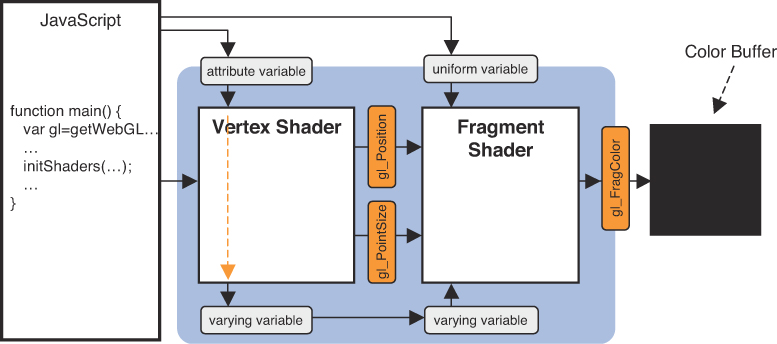 JavaScript
function main() {
var gl=getWebGL…
…
initShaders(…);
…
}
attribute variable
uniform variable
Vertex Shader
gl_Position
gl_PointSize
Fragment
Shader
gl_FragColor
Color Buffer
varying variable
varying variable